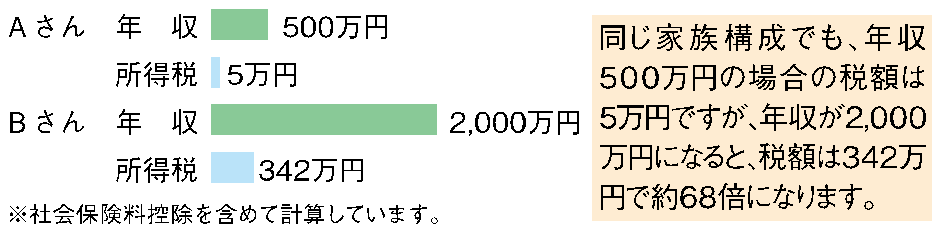 Aさん 年 収 500万円
所得税 5万円
Bさん 年 収 2,000万円
所得税 342万円
※社会保険料控除を含めて計算しています。
同じ家族構成でも、年収
500万円の場合の税額は
5万円ですが、年収が2,000
万円になると、税額は342万
円で約68倍になります。